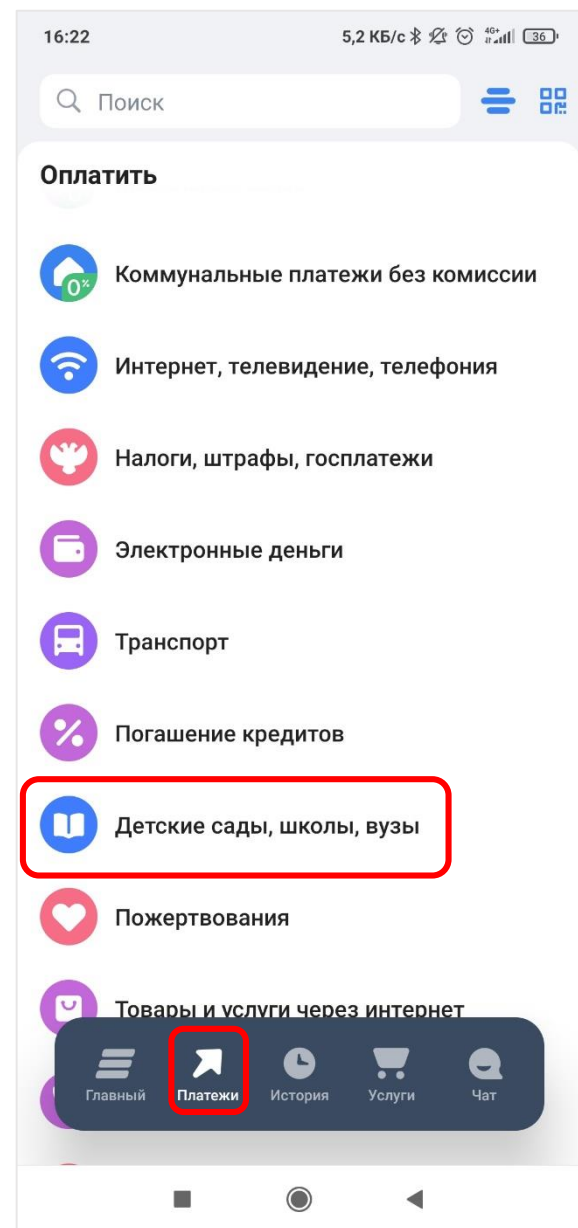 16:22 5,2 КБ/с 4G+ 36
Поиск
Оплатить
0%
Коммунальные платежи без комиссии
Интернет, телевидение, телефония
Налоги, штрафы, госплатежи
Электронные деньги
Транспорт
Погашение кредитов
Детские сады, школы, вузы
Пожертвования
Товары и услуги через интернет
Главный Платежи История Услуги Чат